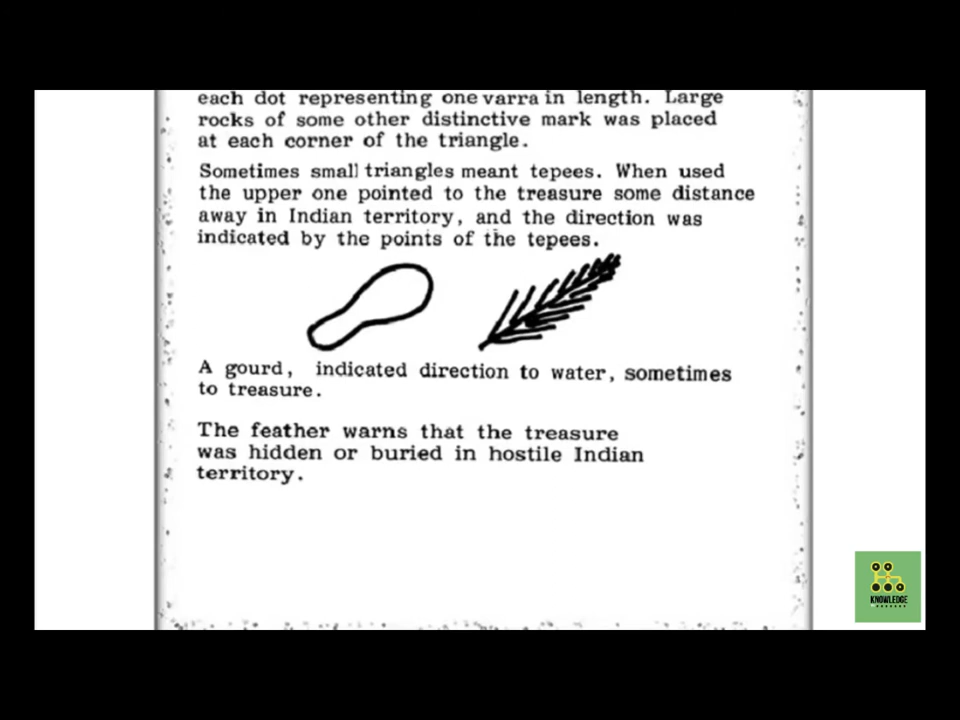 each dot representing one varra in length. Large
rocks of some other distinctive mark was placed
at each corner of the triangle.
Sometimes small triangles meant tepees. When used
the upper one pointed to the treasure some distance
away in Indian territory, and the direction was
indicated by the points of the tepees.
A gourd, indicated direction to water, sometimes
to treasure.
The feather warns that the treasure
was hidden or buried in hostile Indian
territory.
KNOWLEDGE